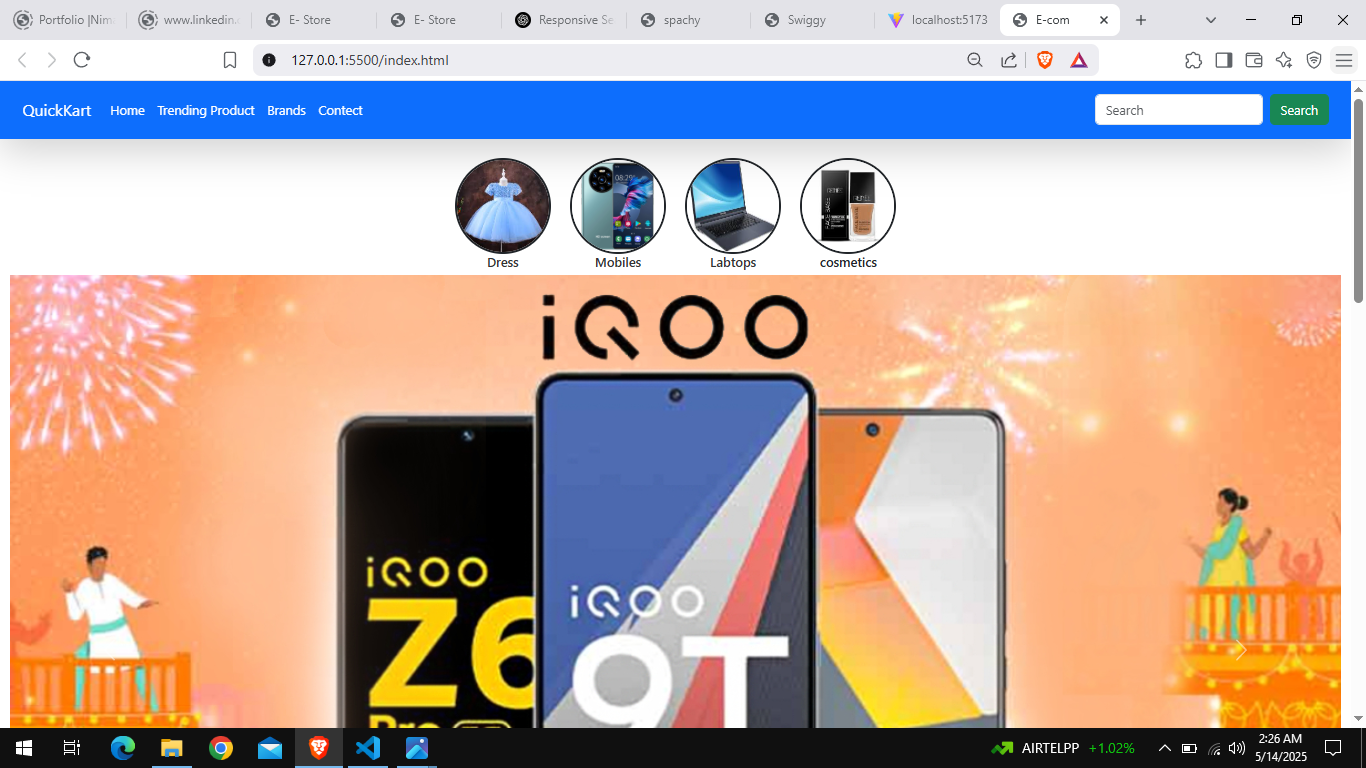 Portfolio |Nim
www.linkedin.c
E- Store
E- Store
Responsive Se
spachy
Swiggy
localhost:5173
E-com
127.0.0.1:5500/index.html
QuickKart Home Trending Product Brands Contect Search Search
08:29
Dress Mobiles Labtops cosmetics
iQOO
iQOO
Z6
Pro
iQOO
9T
AIRTELPP +1.02%
2:26 AM
5/14/2025